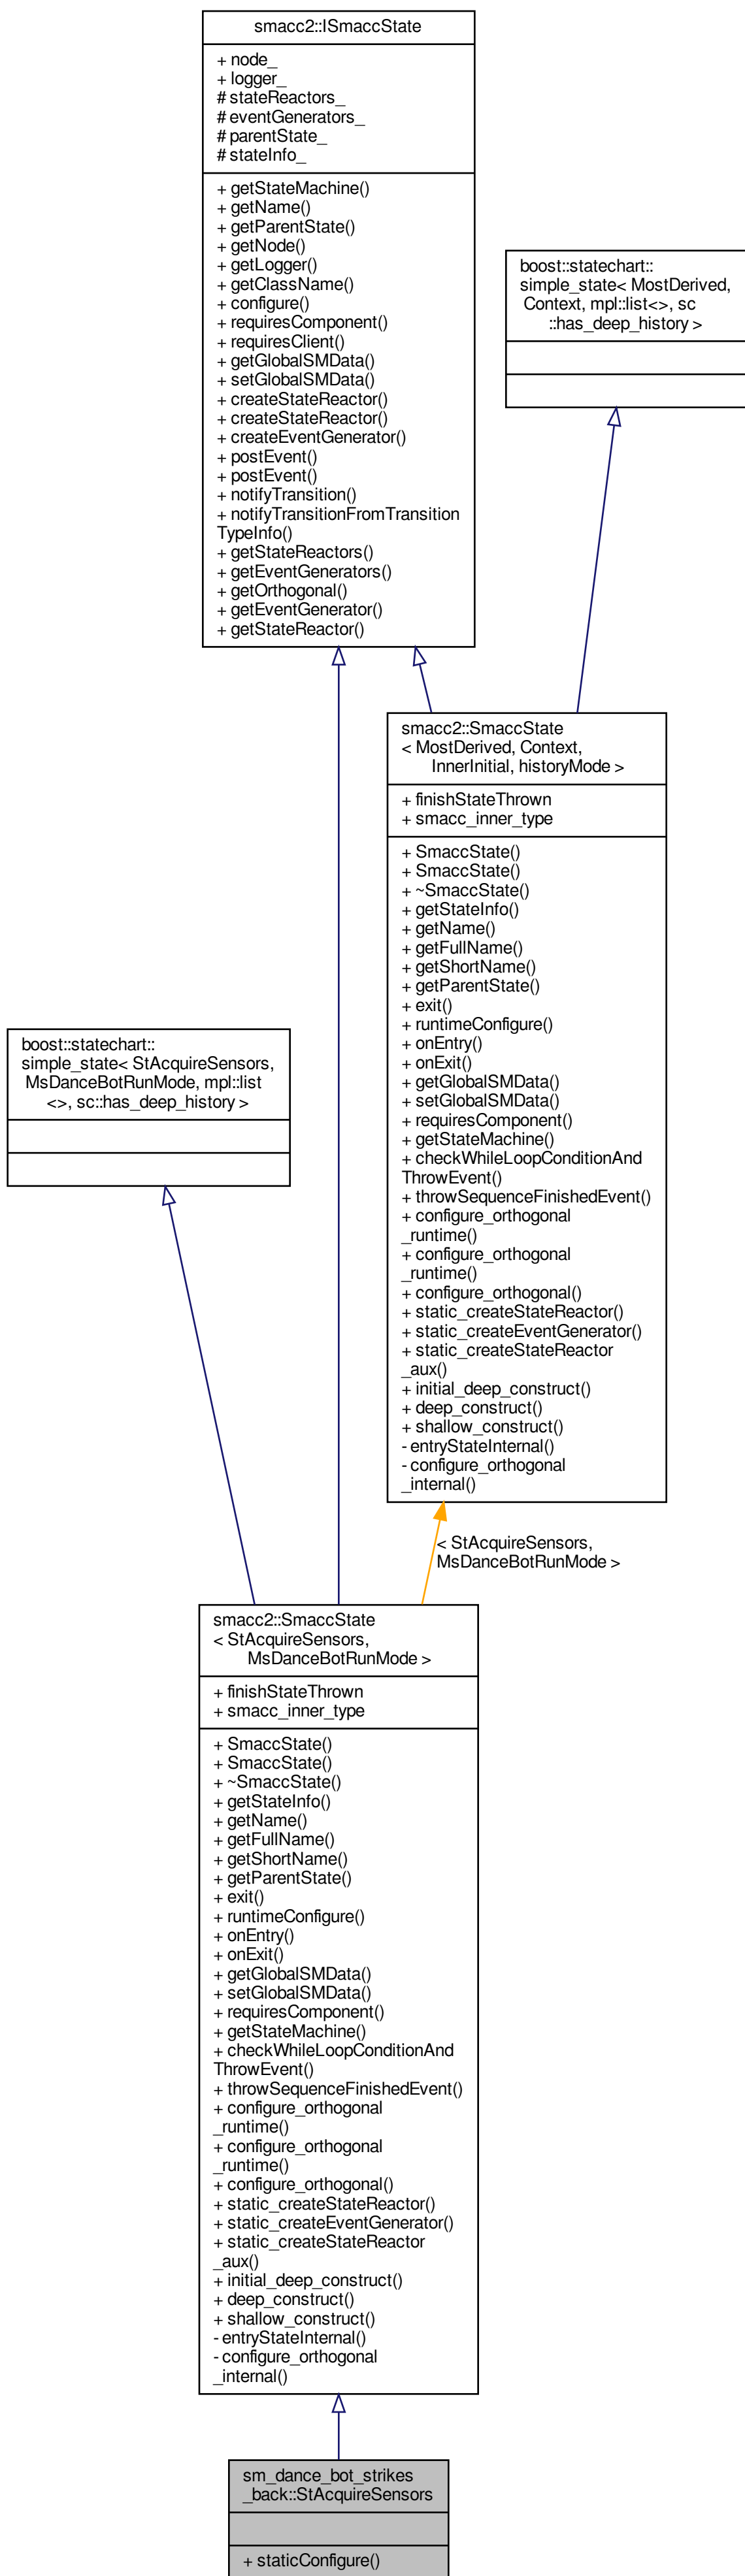 smacc2::ISmaccState
+ node_
+ logger_
# stateReactors_
# eventGenerators_
# parentState_
# stateInfo_
+ getStateMachine()
+ getName()
+ getParentState()
+ getNode()
+ getLogger()
+ getClassName()
+ configure()
+ requiresComponent()
+ requiresClient()
+ getGlobalSMData()
+ setGlobalSMData()
+ createStateReactor()
+ createStateReactor()
+ createEventGenerator()
+ postEvent()
+ postEvent()
+ notifyTransition()
+ notifyTransitionFromTransition
TypeInfo()
+ getStateReactors()
+ getEventGenerators()
+ getOrthogonal()
+ getEventGenerator()
+ getStateReactor()
boost::statechart::
simple_state< MostDerived,
Context, mpl::list<>, sc
::has_deep_history >
smacc2::SmaccState
< MostDerived, Context,
InnerInitial, historyMode >
+ finishStateThrown
+ smacc_inner_type
+ SmaccState()
+ SmaccState()
+ ~SmaccState()
+ getStateInfo()
+ getName()
+ getFullName()
+ getShortName()
+ getParentState()
+ exit()
+ runtimeConfigure()
+ onEntry()
+ onExit()
+ getGlobalSMData()
+ setGlobalSMData()
+ requiresComponent()
+ getStateMachine()
+ checkWhileLoopConditionAnd
ThrowEvent()
+ throwSequenceFinishedEvent()
+ configure_orthogonal
_runtime()
+ configure_orthogonal
_runtime()
+ configure_orthogonal()
+ static_createStateReactor()
+ static_createEventGenerator()
+ static_createStateReactor
_aux()
+ initial_deep_construct()
+ deep_construct()
+ shallow_construct()
- entryStateInternal()
- configure_orthogonal
_internal()
boost::statechart::
simple_state< StAcquireSensors,
MsDanceBotRunMode, mpl::list
<>, sc::has_deep_history >
< StAcquireSensors,
MsDanceBotRunMode >
smacc2::SmaccState
< StAcquireSensors,
MsDanceBotRunMode >
+ finishStateThrown
+ smacc_inner_type
+ SmaccState()
+ SmaccState()
+ ~SmaccState()
+ getStateInfo()
+ getName()
+ getFullName()
+ getShortName()
+ getParentState()
+ exit()
+ runtimeConfigure()
+ onEntry()
+ onExit()
+ getGlobalSMData()
+ setGlobalSMData()
+ requiresComponent()
+ getStateMachine()
+ checkWhileLoopConditionAnd
ThrowEvent()
+ throwSequenceFinishedEvent()
+ configure_orthogonal
_runtime()
+ configure_orthogonal
_runtime()
+ configure_orthogonal()
+ static_createStateReactor()
+ static_createEventGenerator()
+ static_createStateReactor
_aux()
+ initial_deep_construct()
+ deep_construct()
+ shallow_construct()
- entryStateInternal()
- configure_orthogonal
_internal()
sm_dance_bot_strikes
_back::StAcquireSensors
+ staticConfigure()